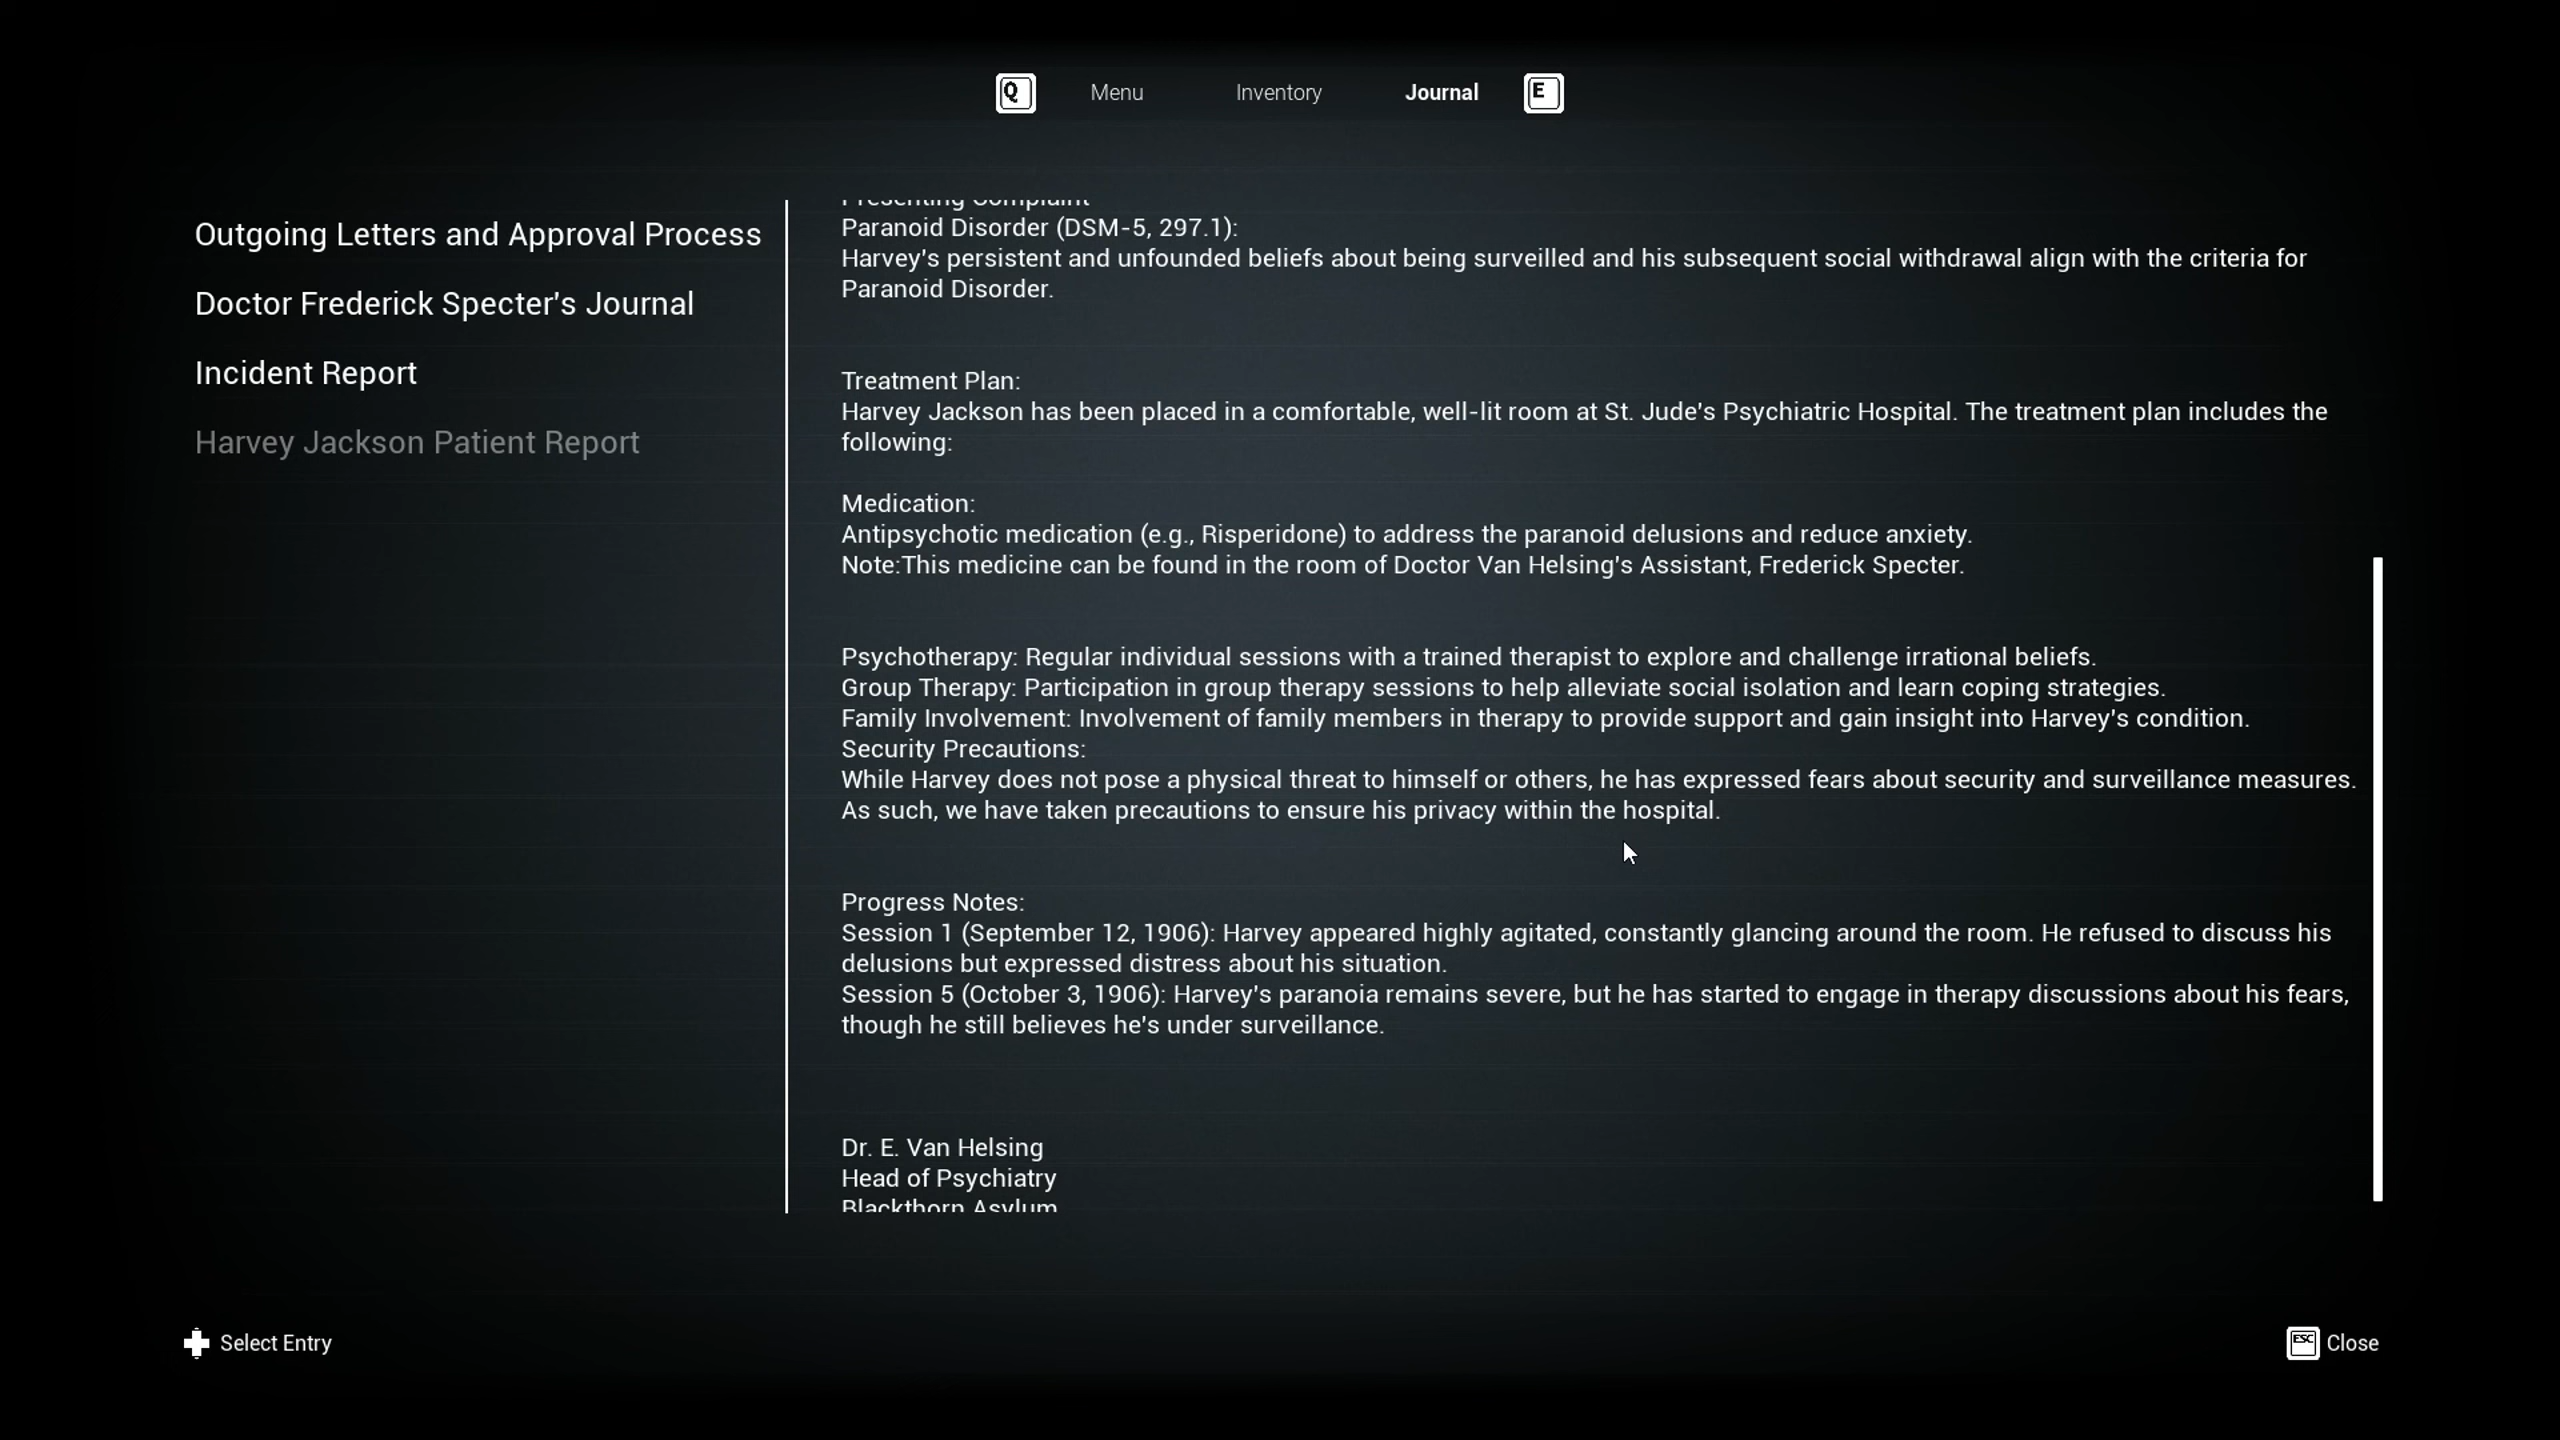 Q
Menu
Inventory
Journal
E
Outgoing Letters and Approval Process
Doctor Frederick Specter's Journal
Incident Report
Harvey Jackson Patient Report
Presenting Complaint
Paranoid Disorder (DSM-5, 297.1):
Harvey's persistent and unfounded beliefs about being surveilled and his subsequent social withdrawal align with the criteria for
Paranoid Disorder.
Treatment Plan:
Harvey Jackson has been placed in a comfortable, well-lit room at St. Jude's Psychiatric Hospital. The treatment plan includes the
following:
Medication:
Antipsychotic medication (e.g., Risperidone) to address the paranoid delusions and reduce anxiety.
Note:This medicine can be found in the room of Doctor Van Helsing's Assistant, Frederick Specter.
Psychotherapy: Regular individual sessions with a trained therapist to explore and challenge irrational beliefs.
Group Therapy: Participation in group therapy sessions to help alleviate social isolation and learn coping strategies.
Family Involvement: Involvement of family members in therapy to provide support and gain insight into Harvey's condition.
Security Precautions:
While Harvey does not pose a physical threat to himself or others, he has expressed fears about security and surveillance measures.
As such, we have taken precautions to ensure his privacy within the hospital.
Progress Notes:
Session 1 (September 12, 1906): Harvey appeared highly agitated, constantly glancing around the room. He refused to discuss his
delusions but expressed distress about his situation.
Session 5 (October 3, 1906): Harvey's paranoia remains severe, but he has started to engage in therapy discussions about his fears,
though he still believes he's under surveillance.
Dr. E. Van Helsing
Head of Psychiatry
Blackthorn Asylum
Select Entry
ESC
Close